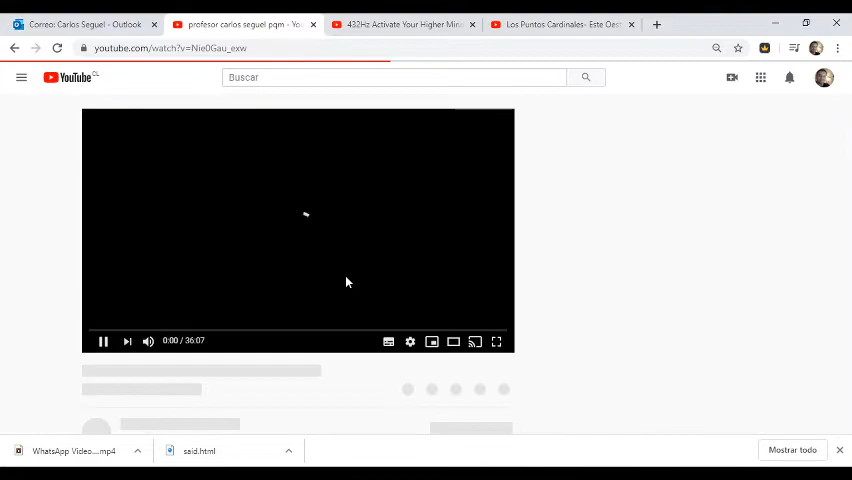 Correo: Carlos Seguel - Outlook
profesor carlos seguel pqm - You
432Hz Activate Your Higher Mind
Los Puntos Cardinales- Este Oest
youtube.com/watch?v=Nie0Gau_exw
YouTube CL
Buscar
0:00 / 36:07
WhatsApp Video....mp4
said.html
Mostrar todo